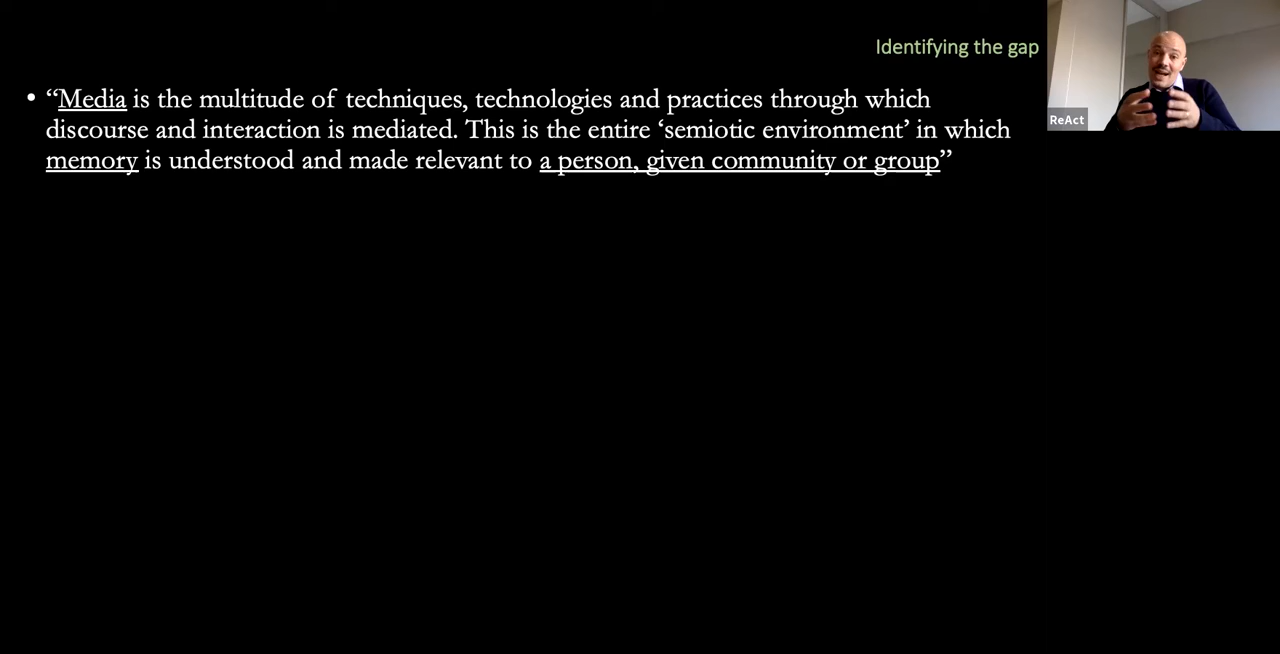 Identifying the gap
• “Media is the multitude of techniques, technologies and practices through which
discourse and interaction is mediated. This is the entire ‘semiotic environment’ in which
memory is understood and made relevant to a person, given community or group”
ReAct